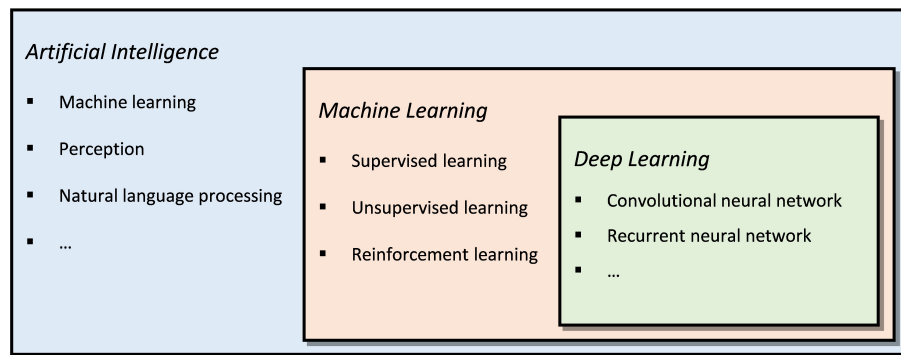 Artificial Intelligence
▪ Machine learning
▪ Perception
▪ Natural language processing
▪ ...
Machine Learning
▪ Supervised learning
▪ Unsupervised learning
▪ Reinforcement learning
Deep Learning
▪ Convolutional neural network
▪ Recurrent neural network
▪ ...